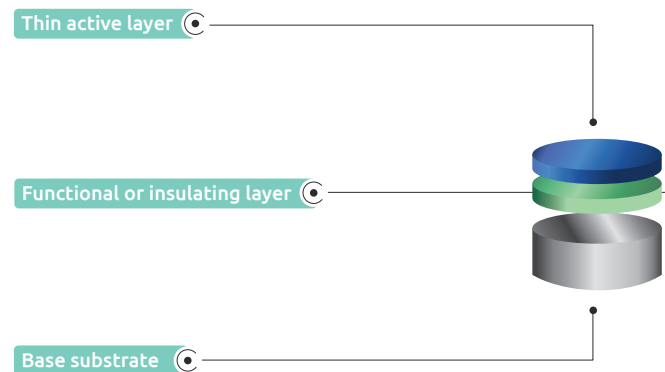 Thin active layer
Functional or insulating layer
Base substrate